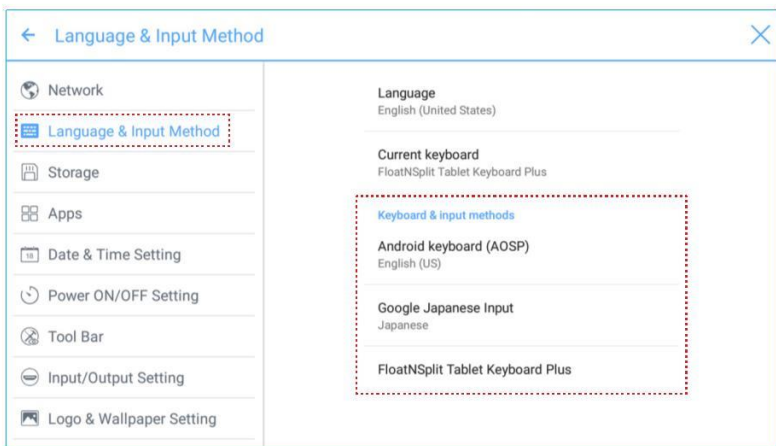 Language & Input Method
Network
Language & Input Method
Storage
Apps
18
Date & Time Setting
Power ON/OFF Setting
Tool Bar
Input/Output Setting
Logo & Wallpaper Setting
Language
English (United States)
Current keyboard
FloatNSplit Tablet Keyboard Plus
Keyboard & input methods
Android keyboard (AOSP)
English (US)
Google Japanese Input
Japanese
FloatNSplit Tablet Keyboard Plus